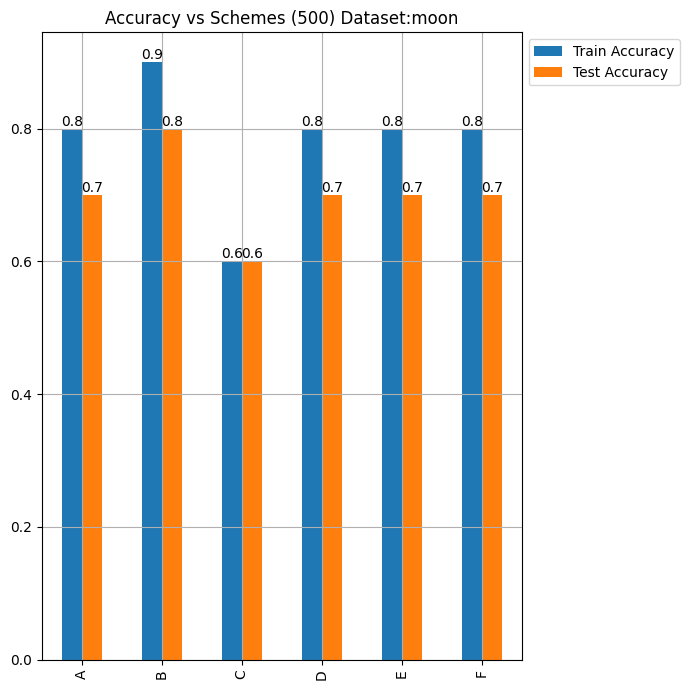 Accuracy vs Schemes (500) Dataset:moon
Train Accuracy
Test Accuracy
0.9
0.8 0.8 0.8 0.8 0.8
0.7 0.7 0.7 0.7
0.6 0.6
0.8
0.6
0.4
0.2
0.0
A B C D E F